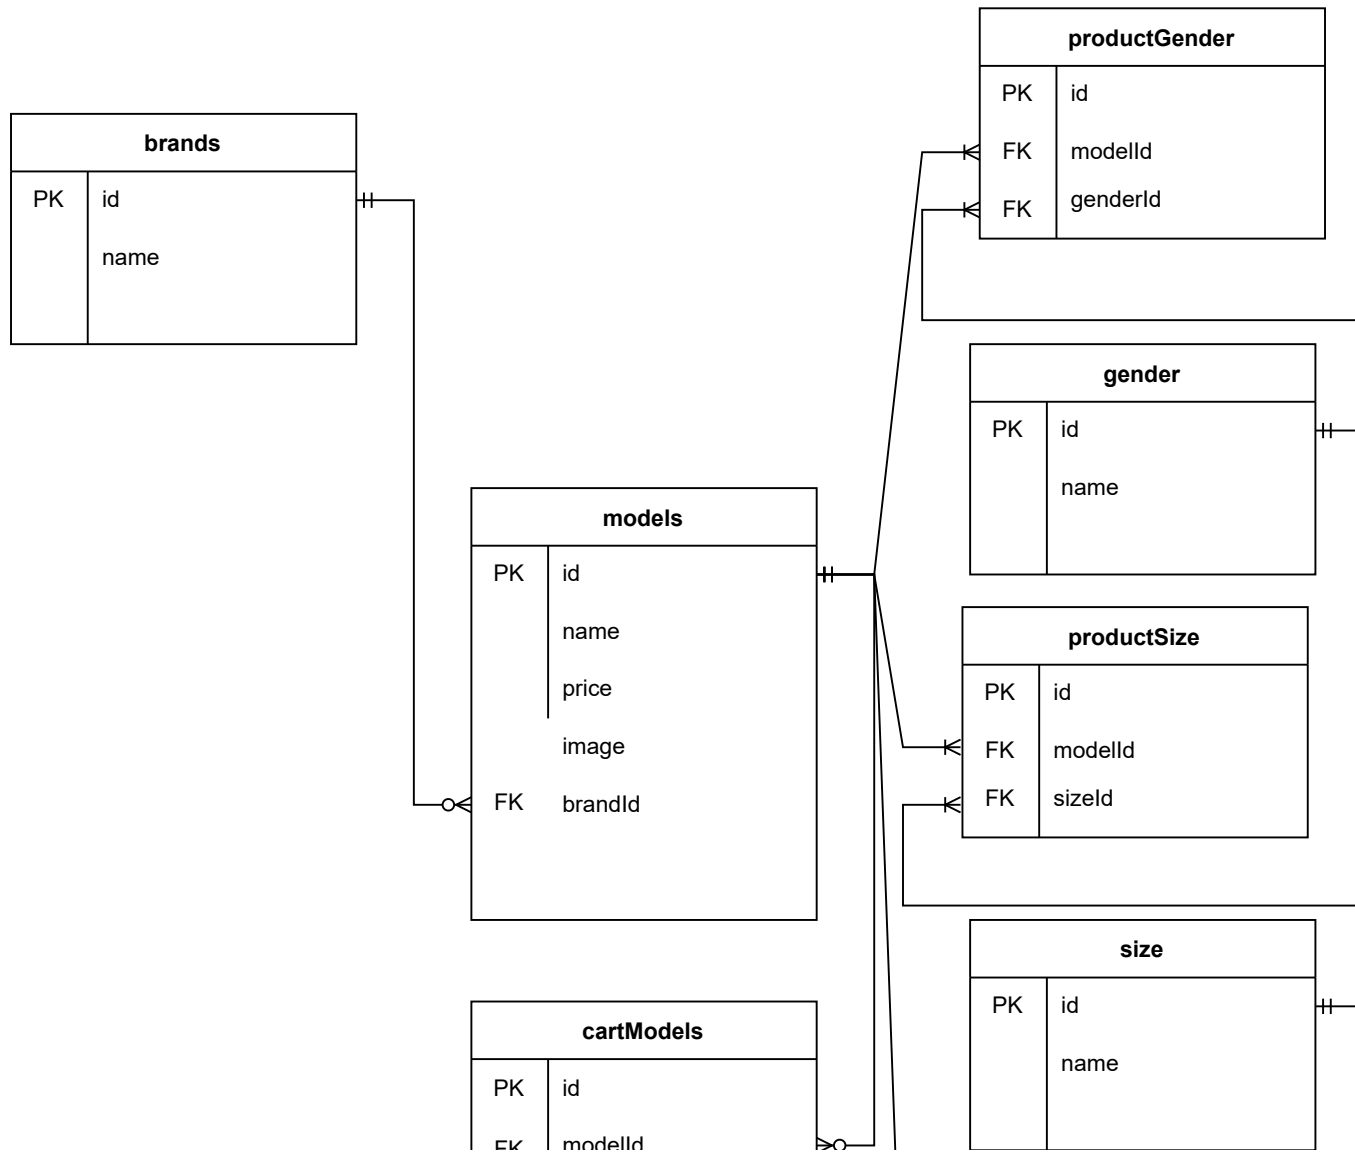 productGender
PK id
FK modelId
FK genderId
brands
PK id
name
gender
PK id
name
models
PK id
name
price
image
FK brandId
productSize
PK id
FK modelId
FK sizeId
size
PK id
name
cartModels
PK id
FK modelId